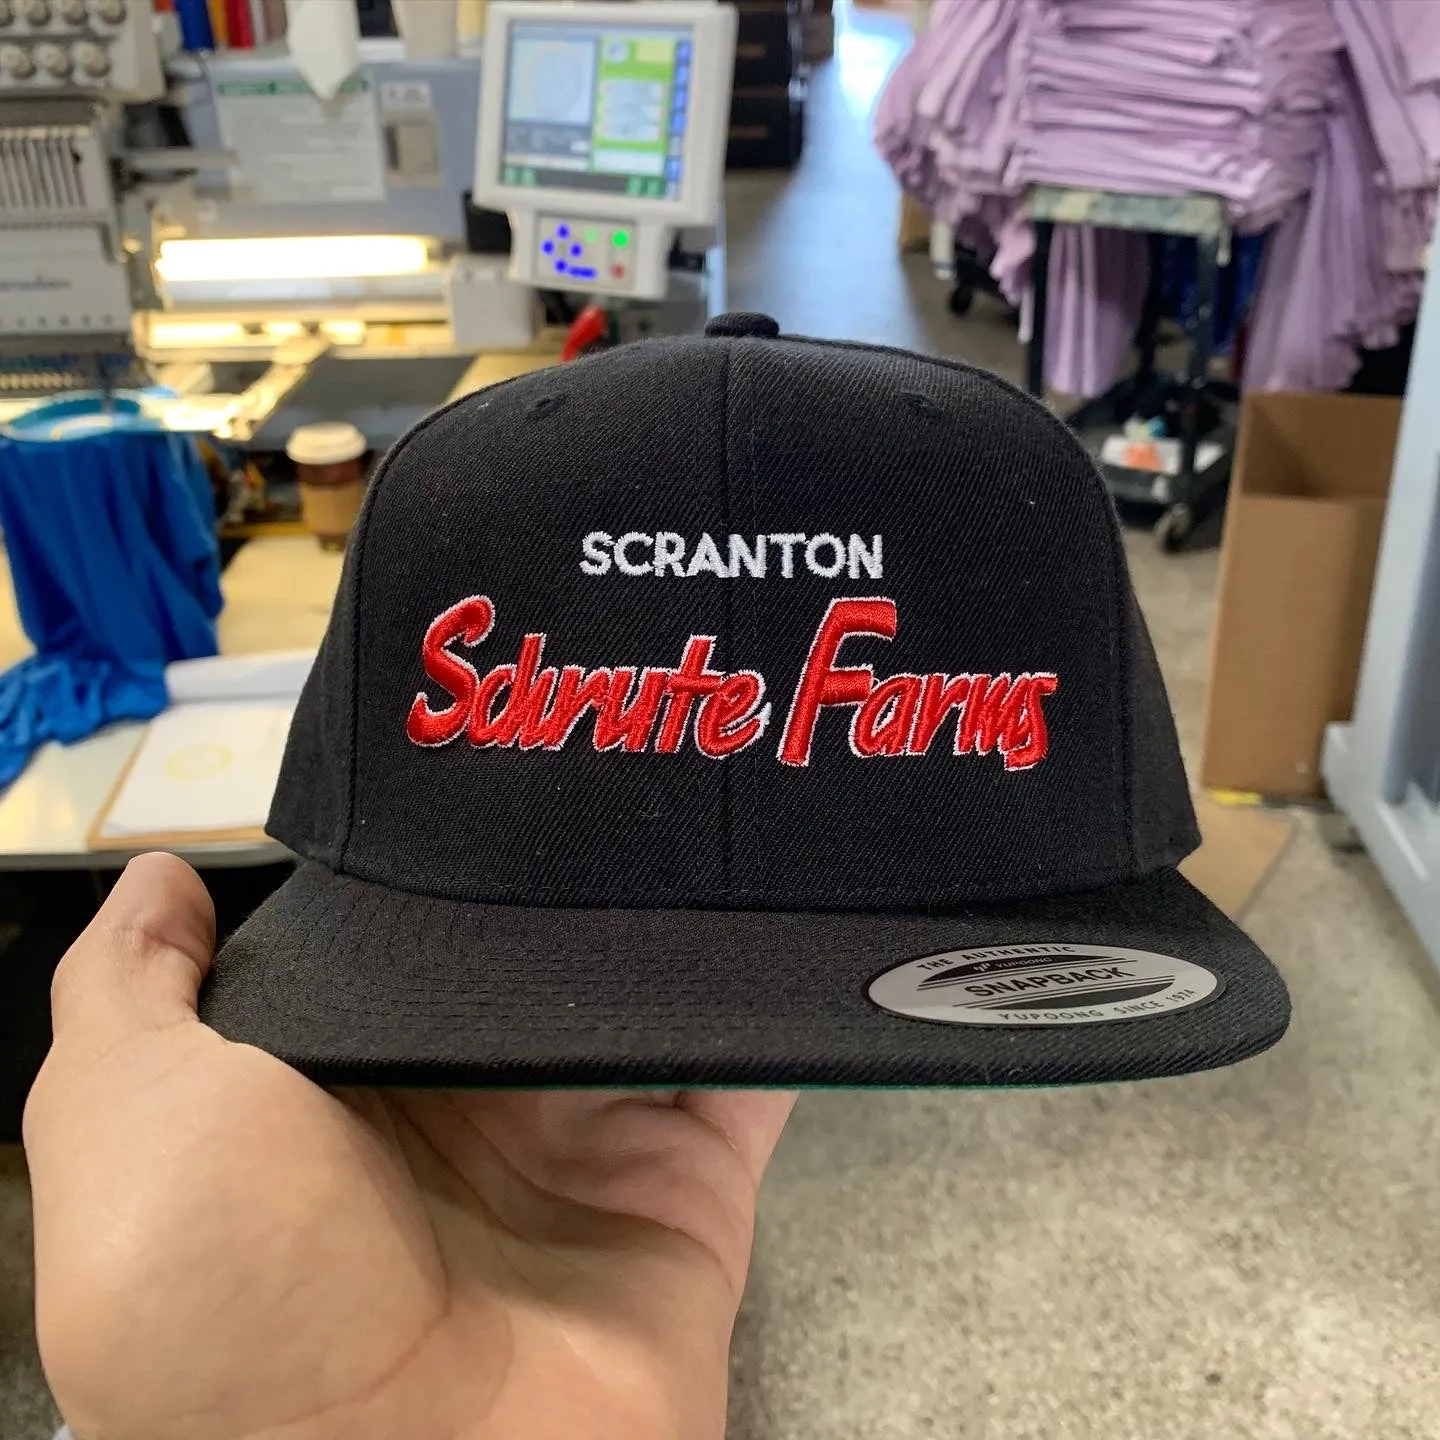 SCRANTON
Schrute Farms
THE AUTHENTIC
YUPOONG
SNAPBACK
YUPOONG SINCE 1974